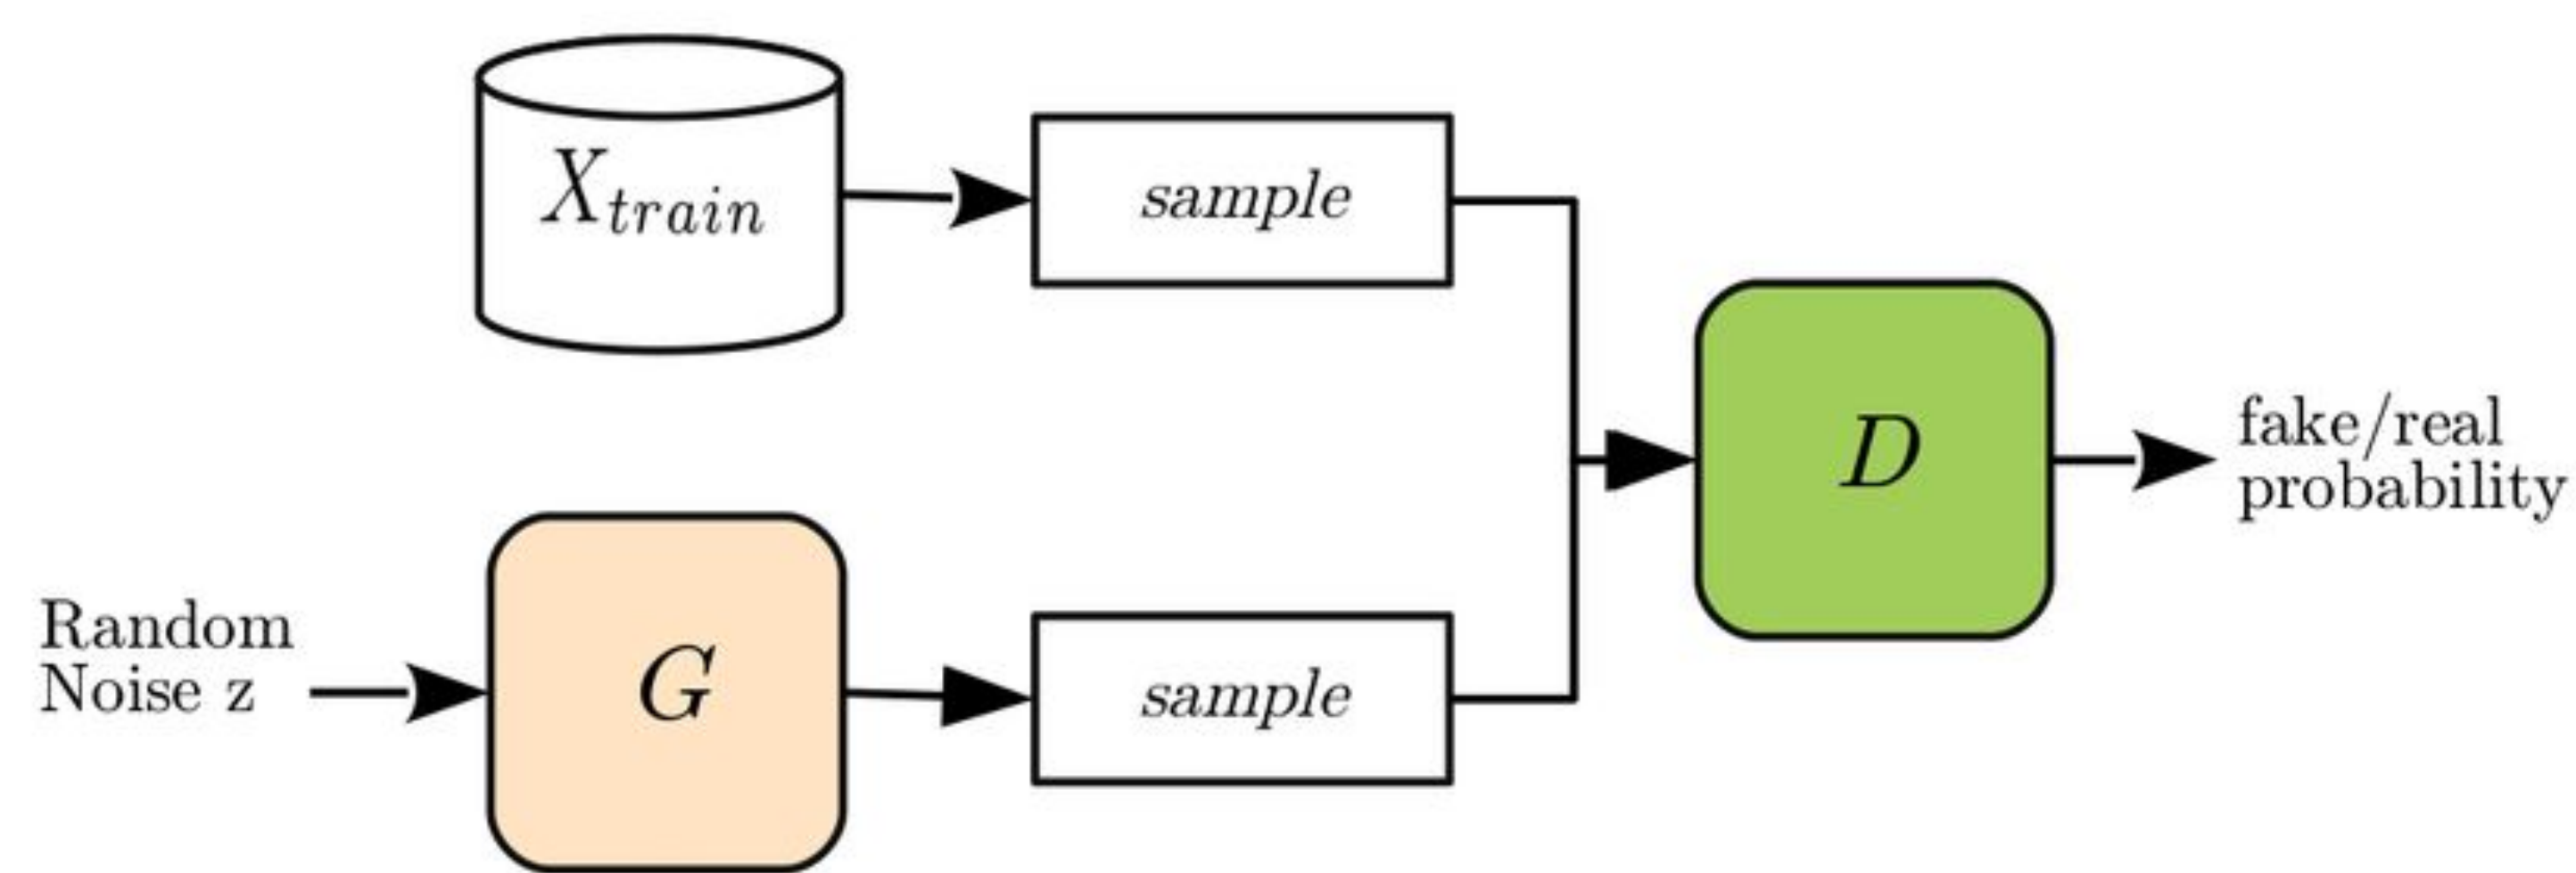 X_train
sample
D
fake/real
probability
Random
Noise z
G
sample